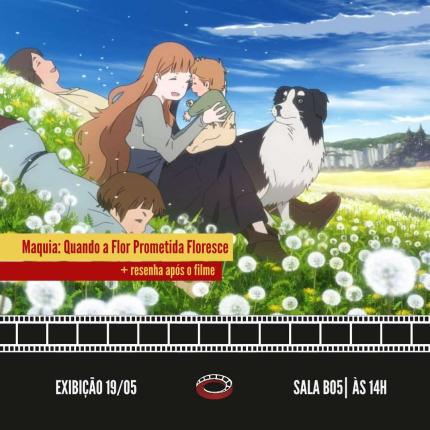 Maquia: Quando a Flor Prometida Floresce
+ resenha após o filme
EXIBIÇÃO 19/05
SALA B05| ÀS 14H